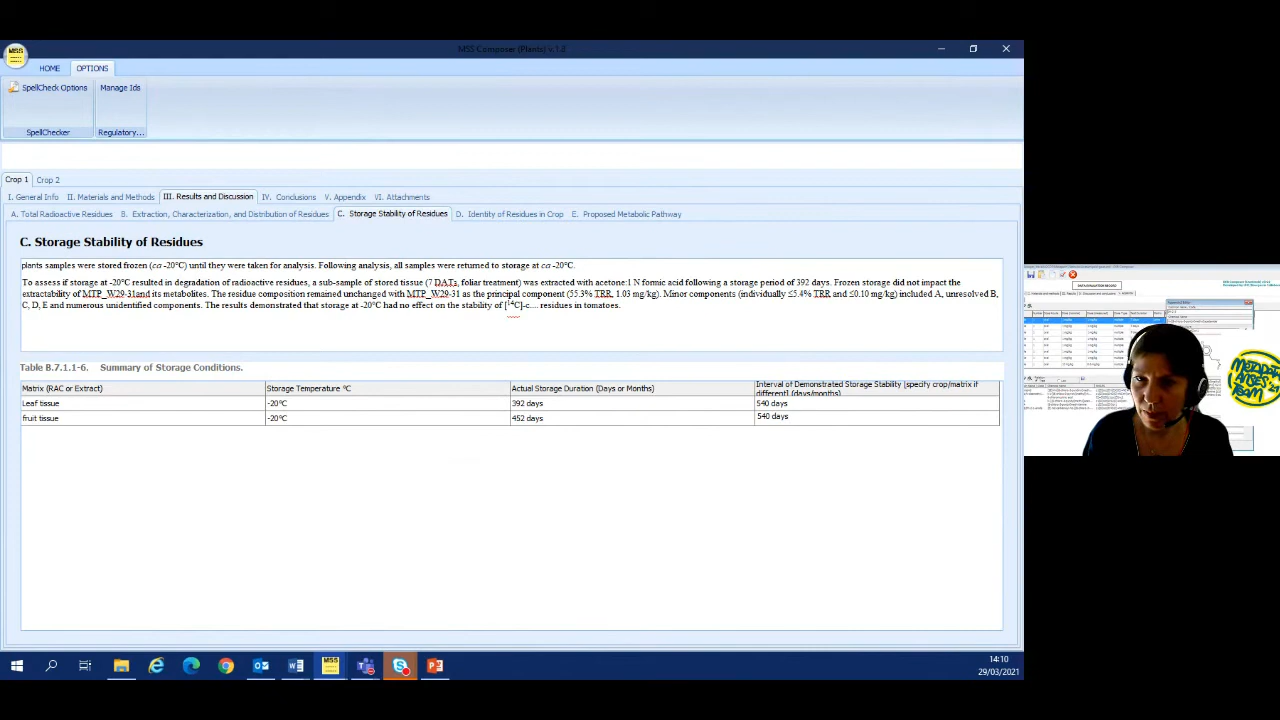 MSS Composer (Plants) v.1.8
MSS
HOME OPTIONS
SpellCheck Options Manage Ids
SpellChecker Regulatory...
Crop 1 Crop 2
I. General Info II. Materials and Methods III. Results and Discussion IV. Conclusions V. Appendix VI. Attachments
A. Total Radioactive Residues B. Extraction, Characterization, and Distribution of Residues C. Storage Stability of Residues D. Identity of Residues in Crop E. Proposed Metabolic Pathway
C. Storage Stability of Residues
plants samples were stored frozen (ca -20°C) until they were taken for analysis. Following analysis, all samples were returned to storage at ca -20°C.
To assess if storage at -20°C resulted in degradation of radioactive residues, a sample of stored tissue (7 DAT3, foliar treatment) was extracted with acetone:1 N formic acid following a storage period of 392 days. Frozen storage did not impact the
extractability of MTP_W29-31and its metabolites. The residue composition remained unchanged with MTP_W29-31 as the principal component (55.3% TRR, 1.03 mg/kg). Minor components (individually ≤5.4% TRR and ≤0.10 mg/kg) included A, unresolved B,
C, D, E and numerous unidentified components. The results demonstrated that storage at -20°C had no effect on the stability of [14C]-c.... residues in tomatoes.
Table B.7.1.1-6. Summary of Storage Conditions.
Matrix (RAC or Extract) Storage Temperature °C Actual Storage Duration (Days or Months) Interval of Demonstrated Storage Stability [specify crop/matrix if
different] (days/months)
Leaf tissue -20°C 492 days 540 days
fruit tissue -20°C 452 days 540 days
METAPATH
USER
TEAM
14:10
29/03/2021